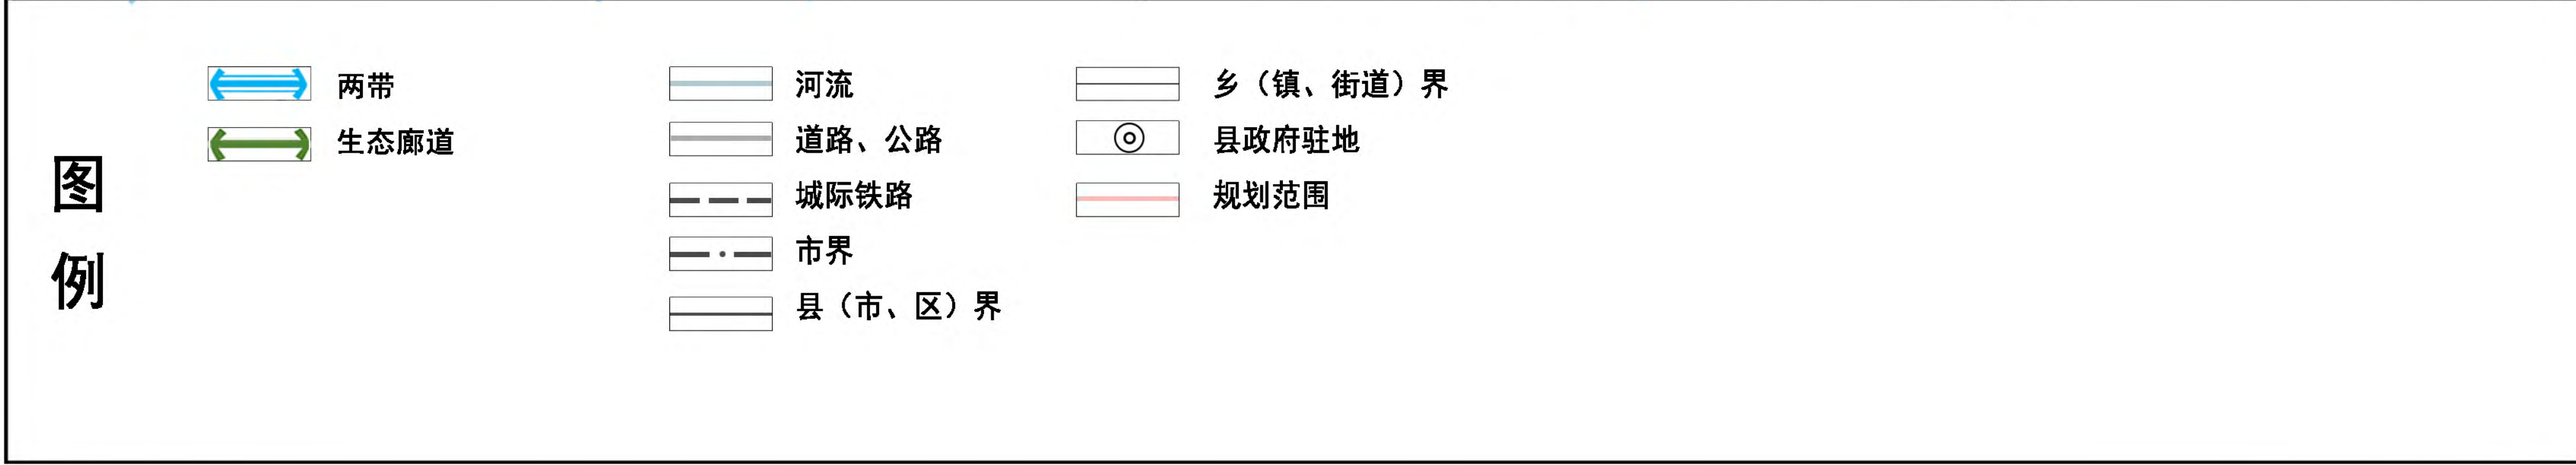 图例
两带
生态廊道
河流
道路、公路
城际铁路
市界
县（市、区）界
乡（镇、街道）界
县政府驻地
规划范围